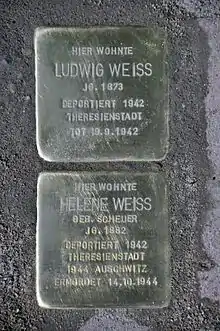 HIER WOHNTE
LUDWIG WEISS
JG. 1873
DEPORTIERT 1942
THERESIENSTADT
TOT 19.9.1942
HIER WOHNTE
HELENE WEISS
GEB. SCHEUER
JG. 1882
DEPORTIERT 1942
THERESIENSTADT
1944 AUSCHWITZ
ERMORDET 14.10.1944